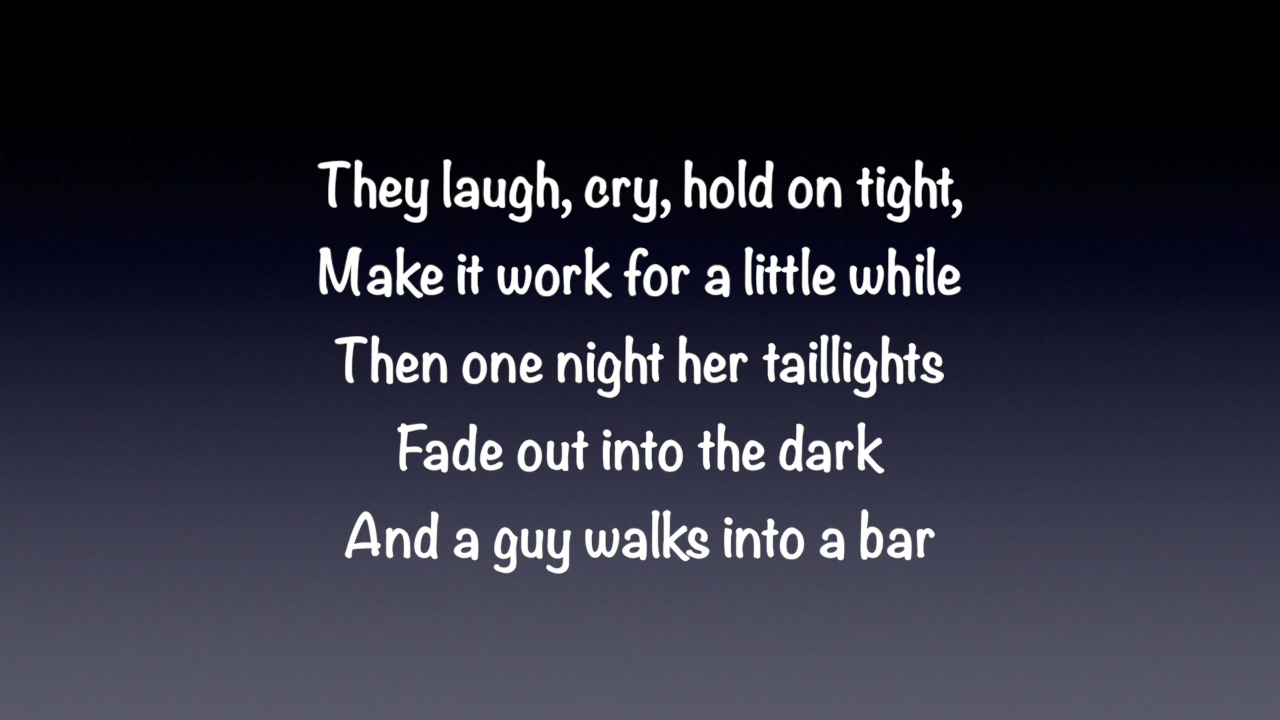 They laugh, cry, hold on tight,
Make it work for a little while
Then one night her taillights
Fade out into the dark
And a guy walks into a bar